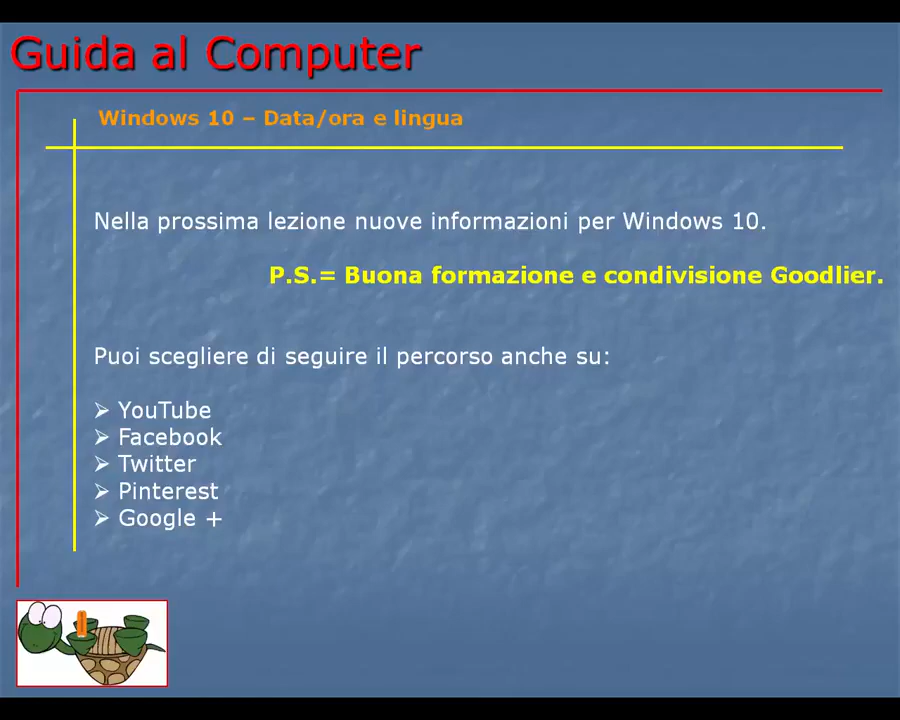 Guida al Computer
Windows 10 – Data/ora e lingua
Nella prossima lezione nuove informazioni per Windows 10.
P.S.= Buona formazione e condivisione Goodlier.
Puoi scegliere di seguire il percorso anche su:
➢ YouTube
➢ Facebook
➢ Twitter
➢ Pinterest
➢ Google +